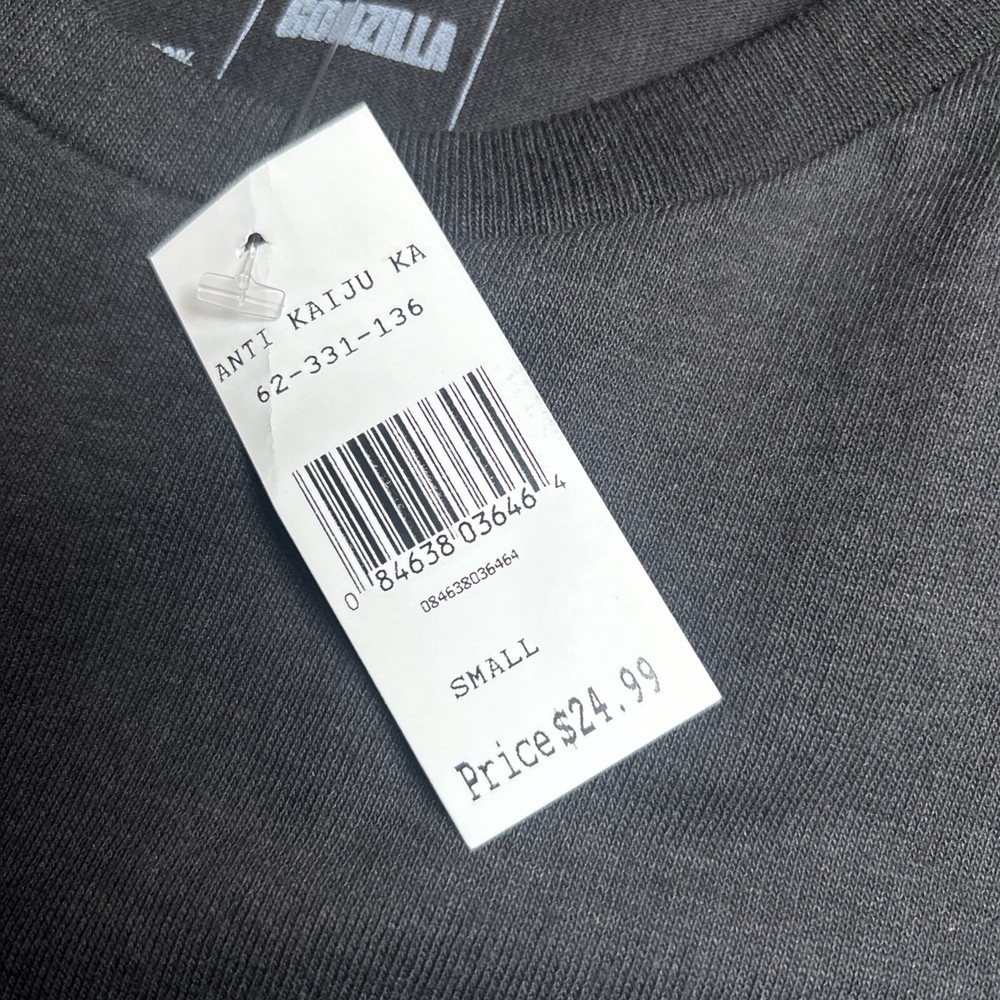 GODZILLA
ANTI KAIJU KA
62-331-136
0 84638 03646 4
084638036464
SMALL
Price $24.99